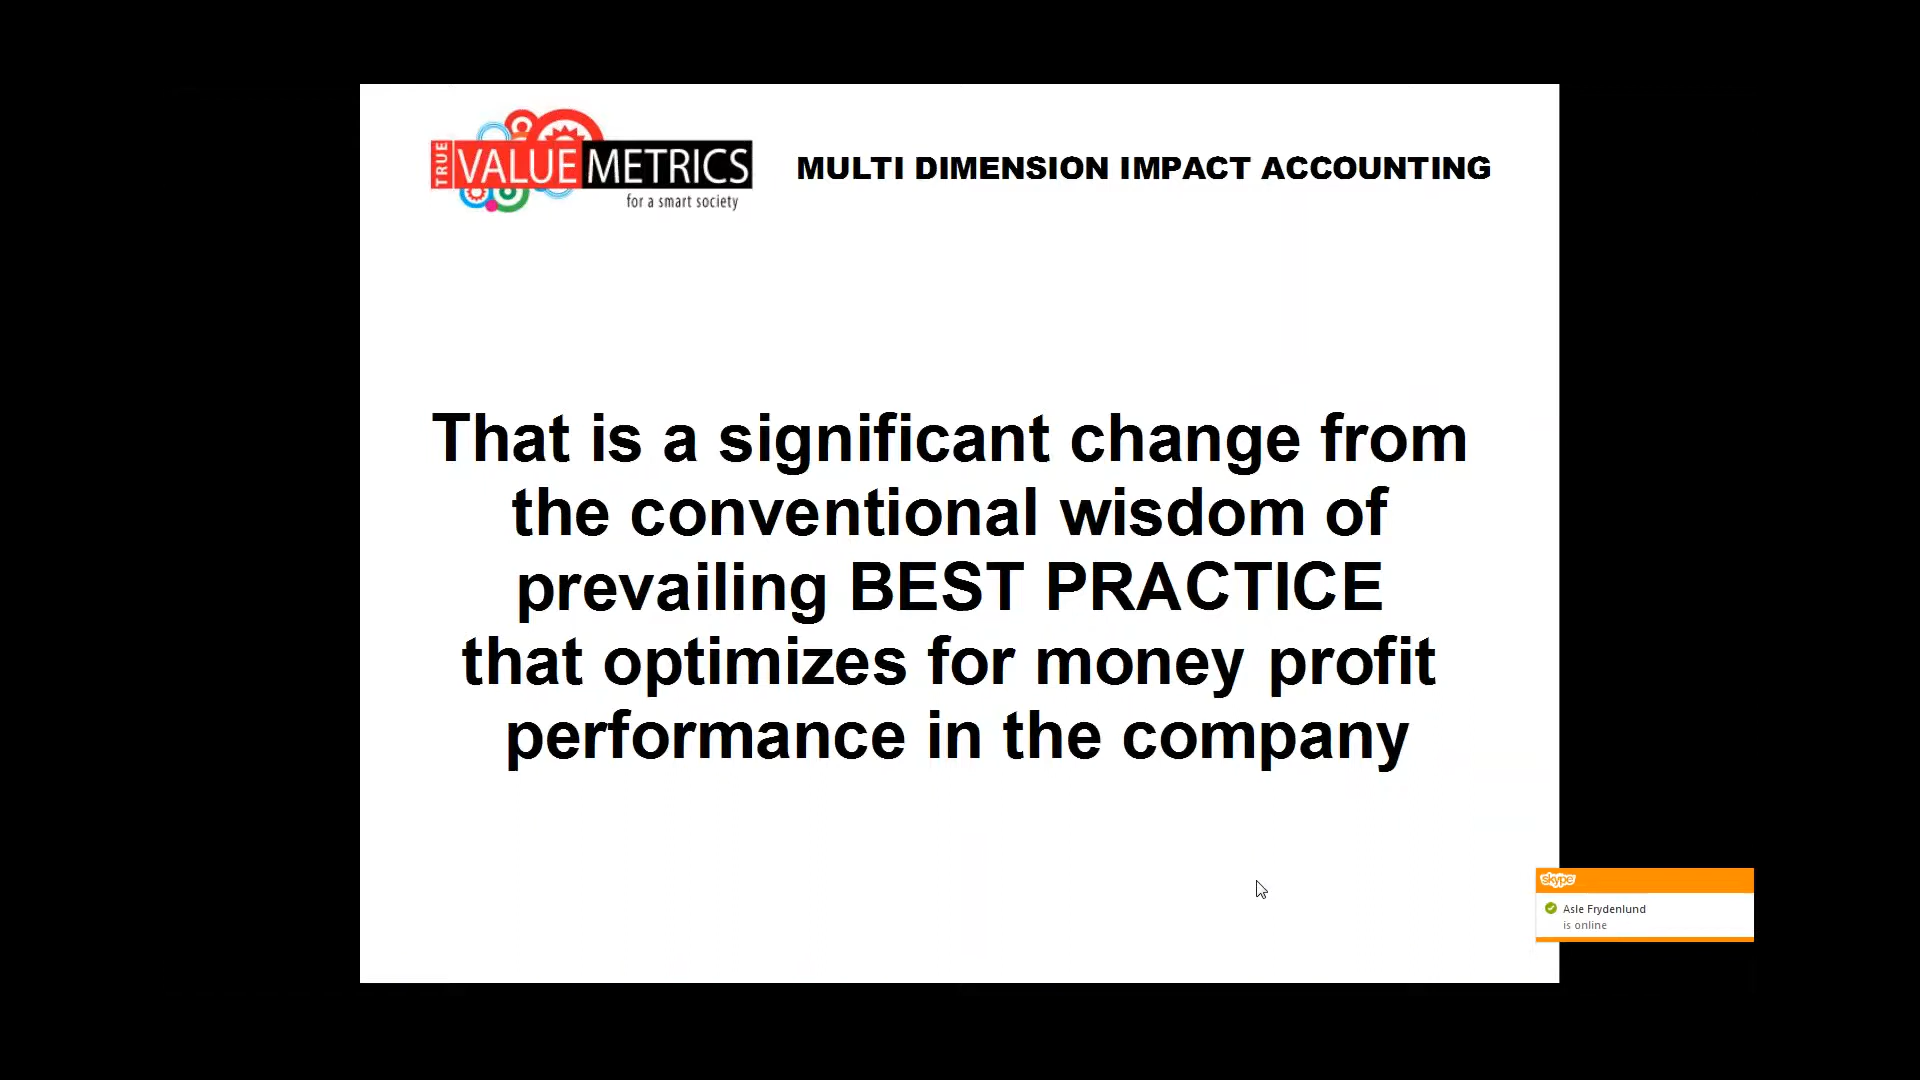 TRUE
VALUE METRICS
for a smart society
MULTI DIMENSION IMPACT ACCOUNTING
That is a significant change from
the conventional wisdom of
prevailing BEST PRACTICE
that optimizes for money profit
performance in the company
skype
Asle Frydenlund
is online